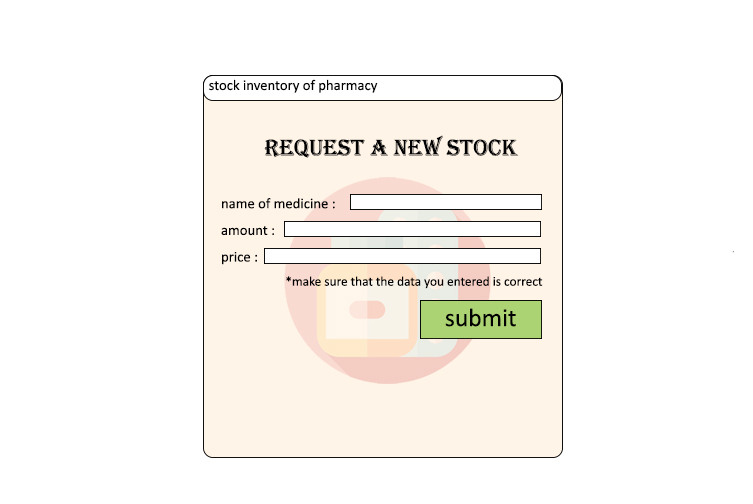 stock inventory of pharmacy
REQUEST A NEW STOCK
name of medicine :
amount :
price :
*make sure that the data you entered is correct
submit